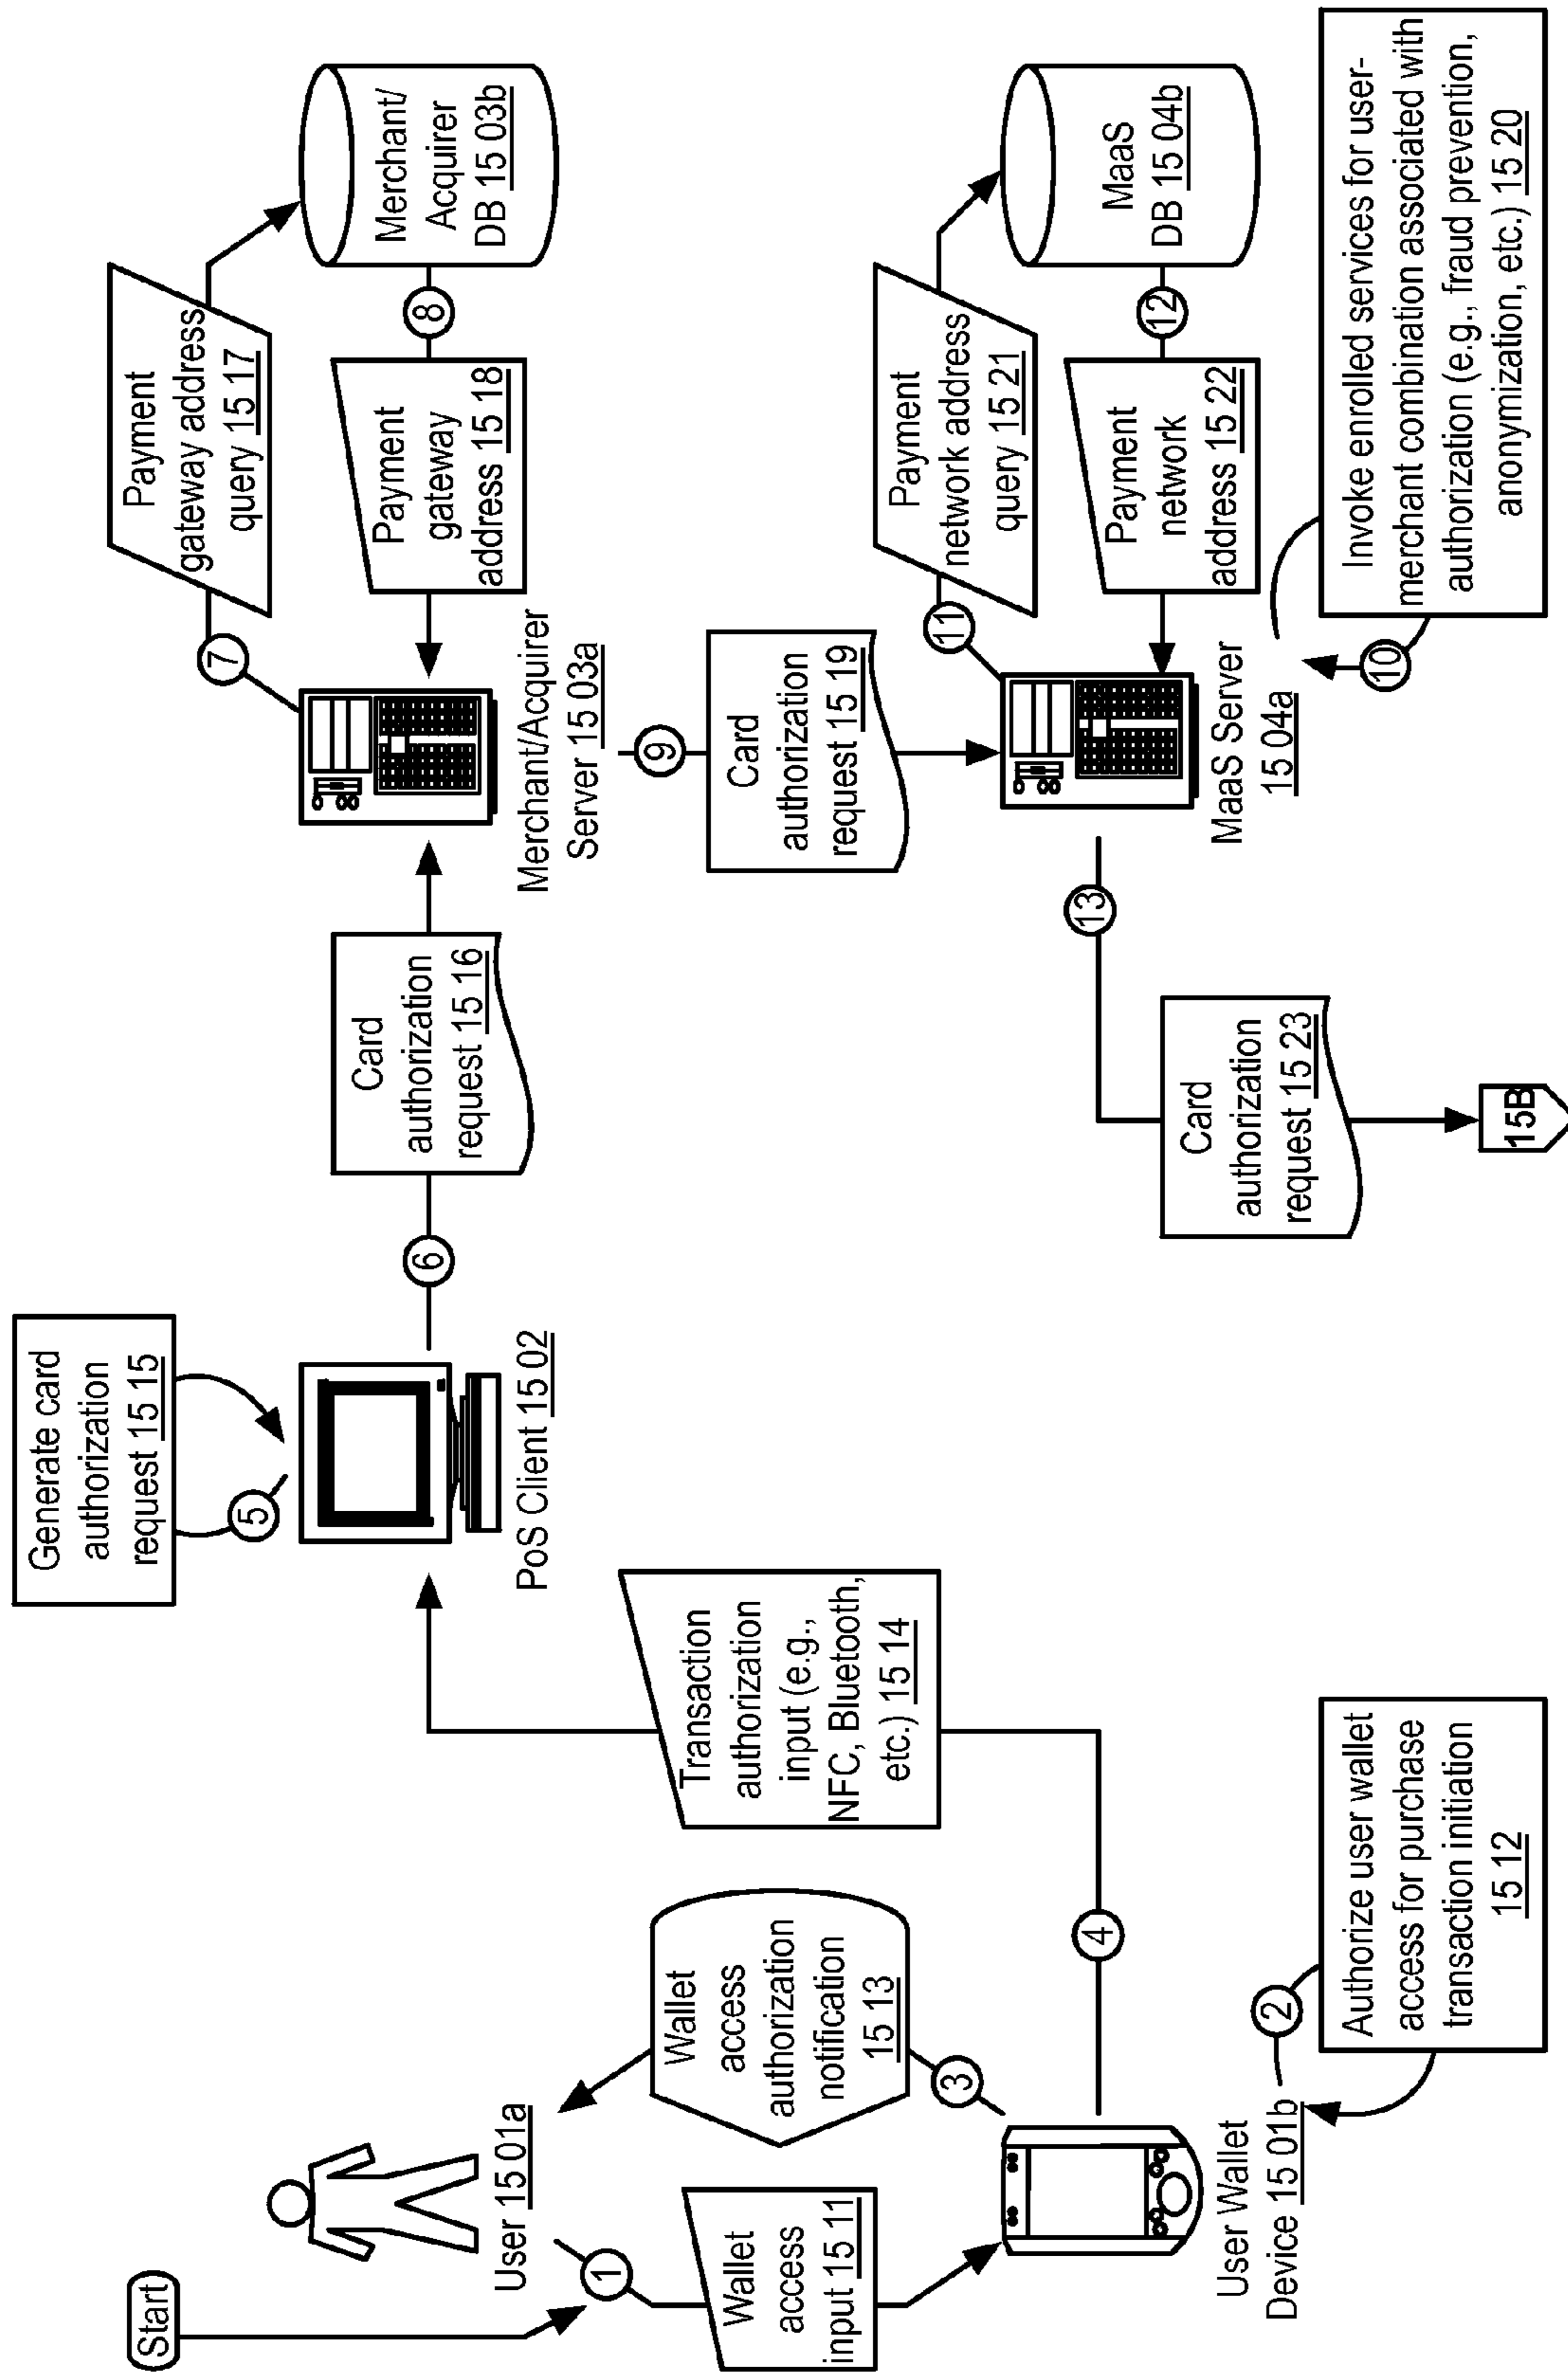 Start
User 15 01a
1
Wallet
access
input 15 11
User Wallet
Device 15 01b
2
Authorize user wallet
access for purchase
transaction initiation
15 12
3
Wallet
access
authorization
notification
15 13
4
Transaction
authorization
input (e.g.,
NFC, Bluetooth,
etc.) 15 14
PoS Client 15 02
5
Generate card
authorization
request 15 15
6
Card
authorization
request 15 16
Merchant/Acquirer
Server 15 03a
7
Payment
gateway address
query 15 17
Merchant/
Acquirer
DB 15 03b
8
Payment
gateway
address 15 18
9
Card
authorization
request 15 19
MaaS Server
15 04a
10
Invoke enrolled services for user-
merchant combination associated with
authorization (e.g., fraud prevention,
anonymization, etc.) 15 20
11
Payment
network address
query 15 21
MaaS
DB 15 04b
12
Payment
network
address 15 22
13
Card
authorization
request 15 23
15B